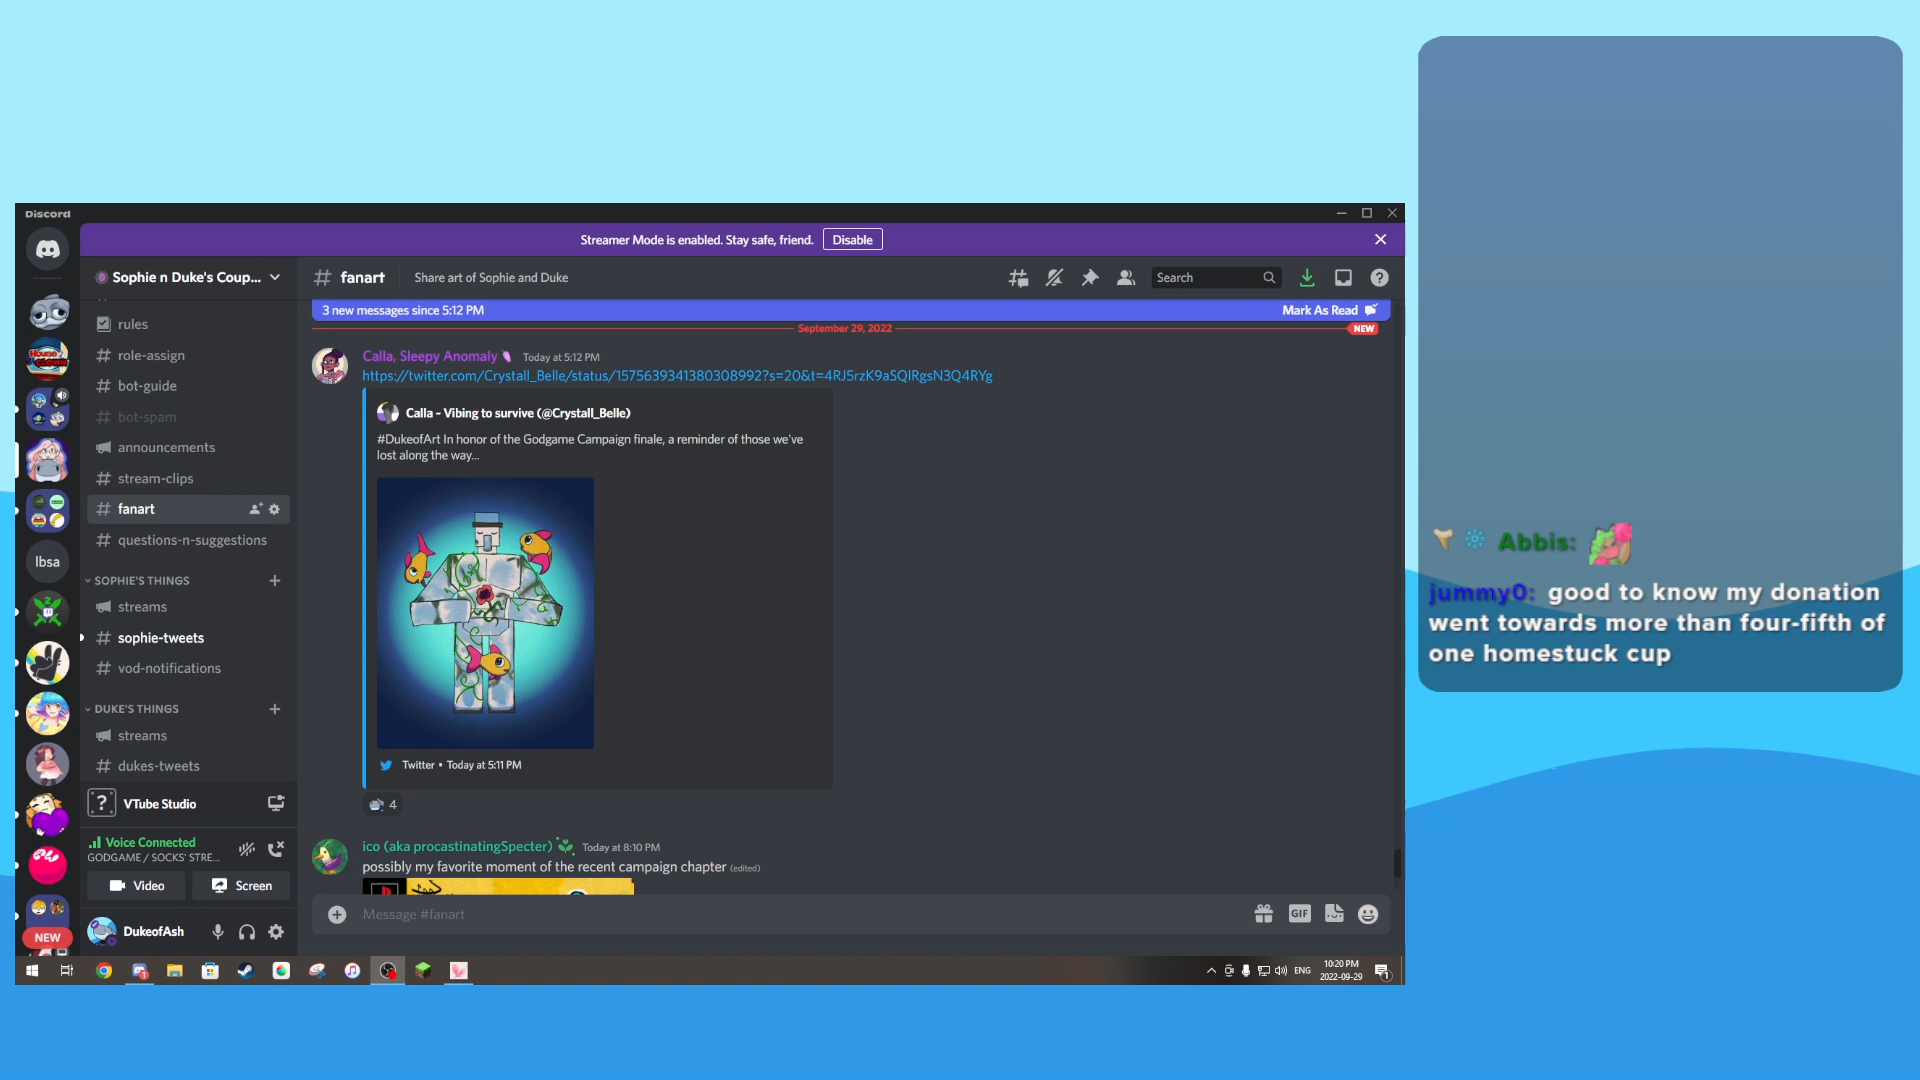 Discord
Streamer Mode is enabled. Stay safe, friend. Disable
Sophie n Duke's Coup...
fanart
Share art of Sophie and Duke
Search
3 new messages since 5:12 PM
Mark As Read
September 29, 2022
NEW
rules
role-assign
bot-guide
bot-spam
announcements
stream-clips
fanart
questions-n-suggestions
SOPHIE'S THINGS
streams
sophie-tweets
vod-notifications
DUKE'S THINGS
streams
dukes-tweets
VTube Studio
Voice Connected
GODGAME / SOCKS' STRE...
Video
Screen
DukeofAsh
lbsa
NEW
Calla, Sleepy Anomaly Today at 5:12 PM
https://twitter.com/Crystall_Belle/status/1575639341380308992?s=20&t=4RJ5rzK9aSQlRgsN3Q4RYg
Calla ~ Vibing to survive (@Crystall_Belle)
#DukeofArt In honor of the Godgame Campaign finale, a reminder of those we've
lost along the way...
Twitter • Today at 5:11 PM
4
ico (aka procastinatingSpecter) Today at 8:10 PM
possibly my favorite moment of the recent campaign chapter (edited)
Message #fanart
GIF
ENG
10:20 PM
2022-09-29
Abbis:
jummy0: good to know my donation
went towards more than four-fifth of
one homestuck cup